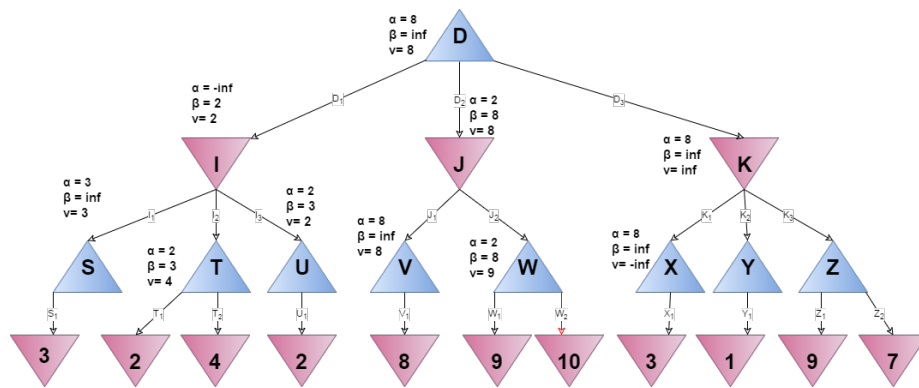 α = 8
β = inf
v= 8
D
α = -inf
β = 2
v= 2
D1
D2
D3
α = 2
β = 8
v= 8
I
J
α = 8
β = inf
v= inf
K
α = 3
β = inf
v= 3
I1
I2
I3
α = 2
β = 3
v= 2
α = 8
β = inf
v= 8
J1
J2
K1
K2
K3
α = 2
β = 3
v= 4
α = 2
β = 8
v= 9
α = 8
β = inf
v= -inf
S
T
U
V
W
X
Y
Z
S1
T1
T2
U1
V1
W1
W2
X1
Y1
Z1
Z2
3
2
4
2
8
9
10
3
1
9
7